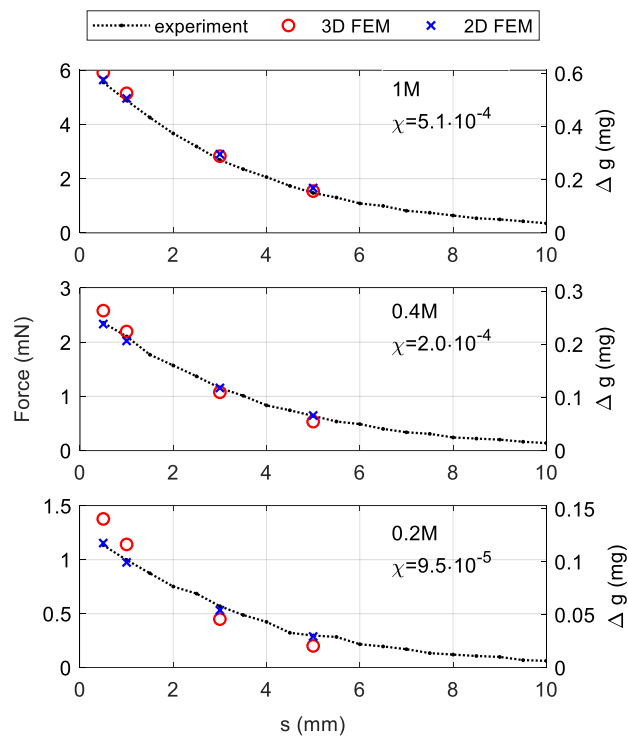 experiment 3D FEM 2D FEM
6
4
2
0
0.6
0.4
0.2
0
1M
χ=5.1·10⁻⁴
Δ g (mg)
0 2 4 6 8 10
3
2
1
0
0.3
0.2
0.1
0
0.4M
χ=2.0·10⁻⁴
Force (mN)
Δ g (mg)
0 2 4 6 8 10
1.5
1
0.5
0
0.15
0.1
0.05
0
0.2M
χ=9.5·10⁻⁵
Δ g (mg)
0 2 4 6 8 10
s (mm)